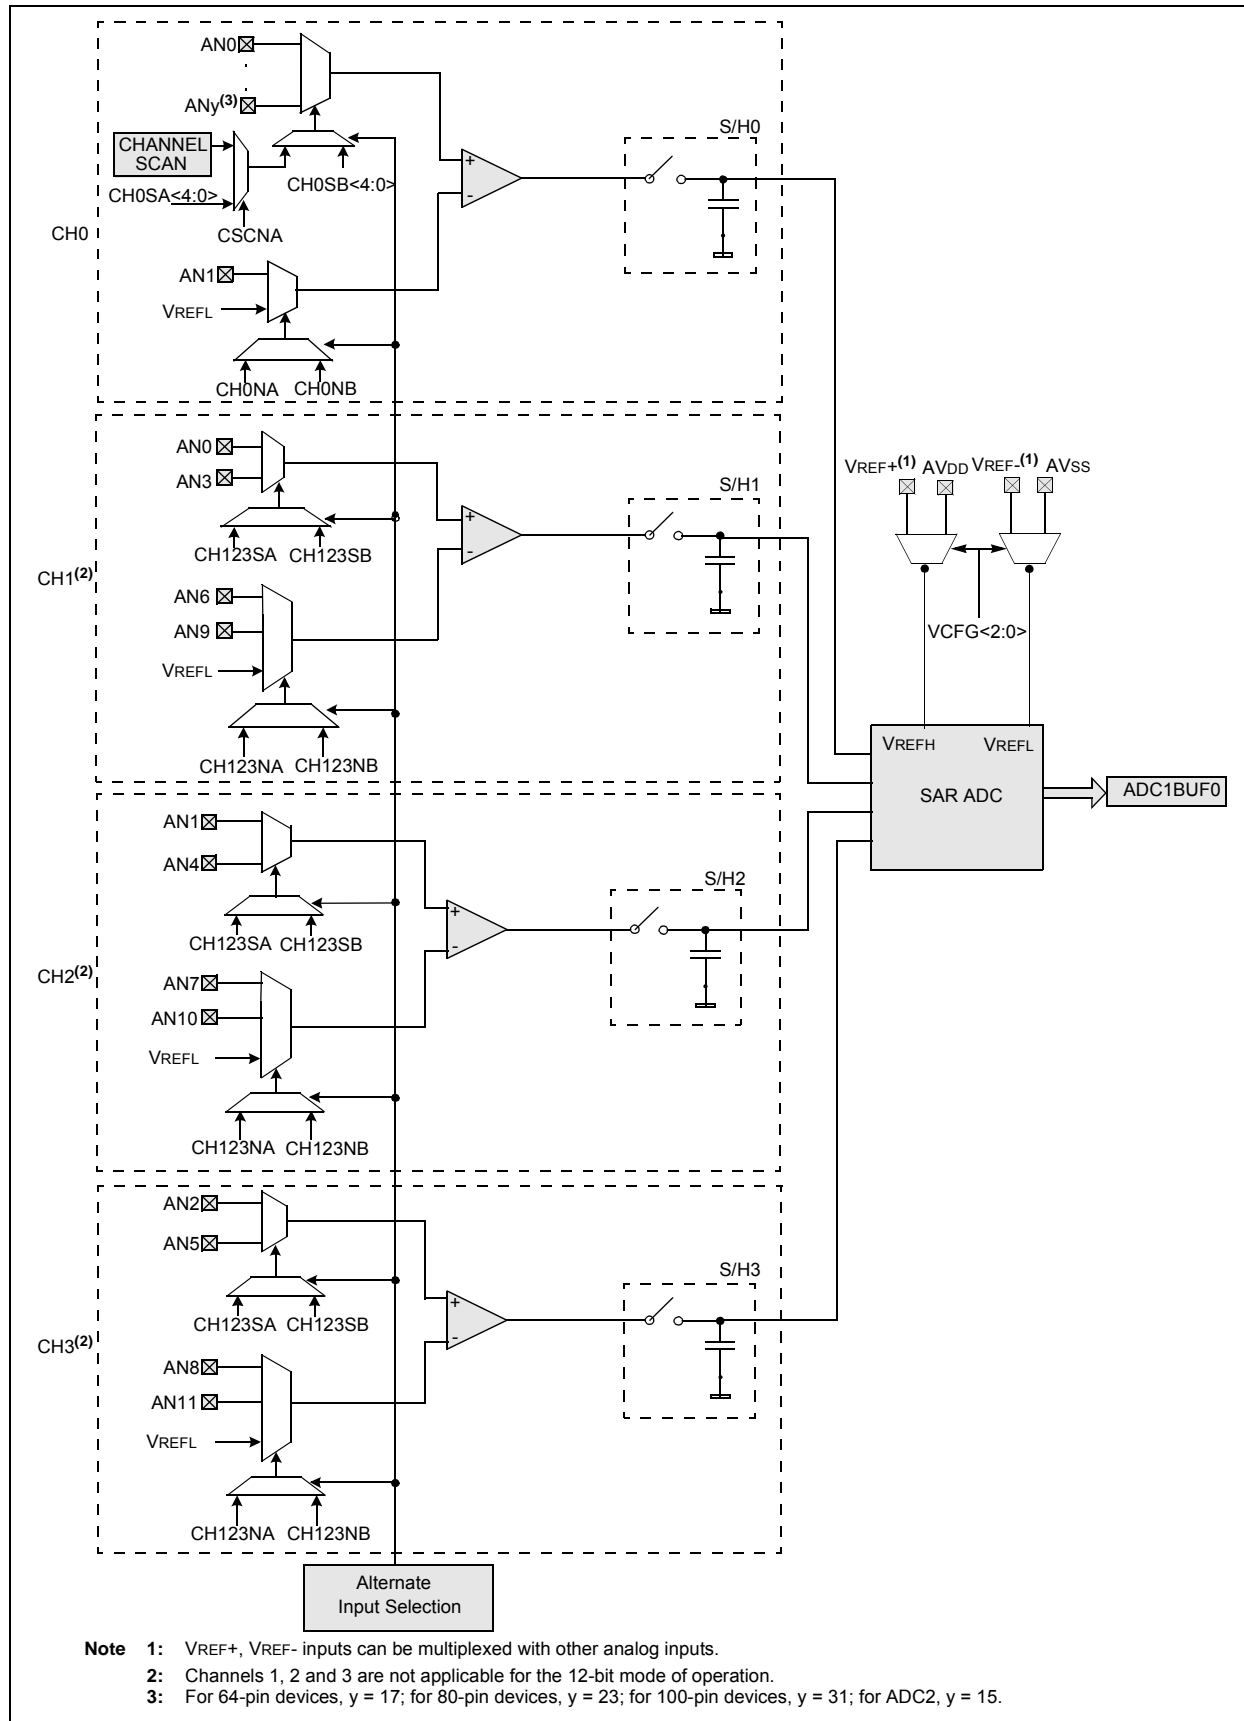 AN0
ANy(3)
CHANNEL
SCAN
CH0SA<4:0>
CH0SB<4:0>
CSCNA
CH0
AN1
VREFL
CH0NA
CH0NB
+
-
S/H0
AN0
AN3
CH123SA
CH123SB
CH1(2)
AN6
AN9
VREFL
CH123NA
CH123NB
+
-
S/H1
VREF+(1)
AVDD
VREF-(1)
AVSS
VCFG<2:0>
VREFH
VREFL
SAR ADC
ADC1BUF0
AN1
AN4
CH123SA
CH123SB
CH2(2)
AN7
AN10
VREFL
CH123NA
CH123NB
+
-
S/H2
AN2
AN5
CH123SA
CH123SB
CH3(2)
AN8
AN11
VREFL
CH123NA
CH123NB
+
-
S/H3
Alternate
Input Selection
Note 1: VREF+, VREF- inputs can be multiplexed with other analog inputs.
2: Channels 1, 2 and 3 are not applicable for the 12-bit mode of operation.
3: For 64-pin devices, y = 17; for 80-pin devices, y = 23; for 100-pin devices, y = 31; for ADC2, y = 15.